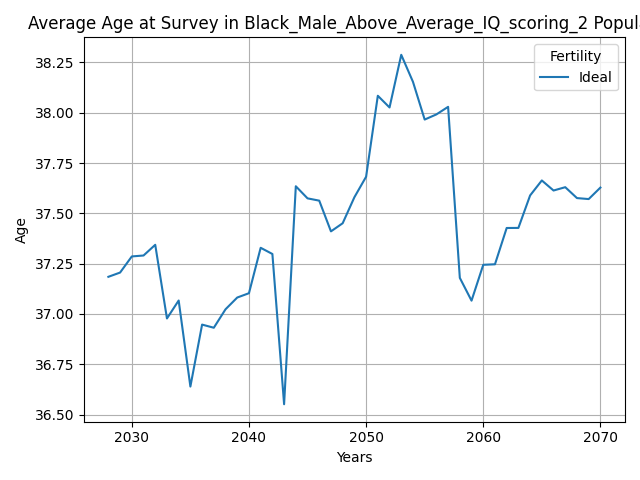 Average Age at Survey in Black_Male_Above_Average_IQ_scoring_2 Popul
Fertility
Ideal
38.25
38.00
37.75
37.50
37.25
37.00
36.75
36.50
Age
2030 2040 2050 2060 2070
Years